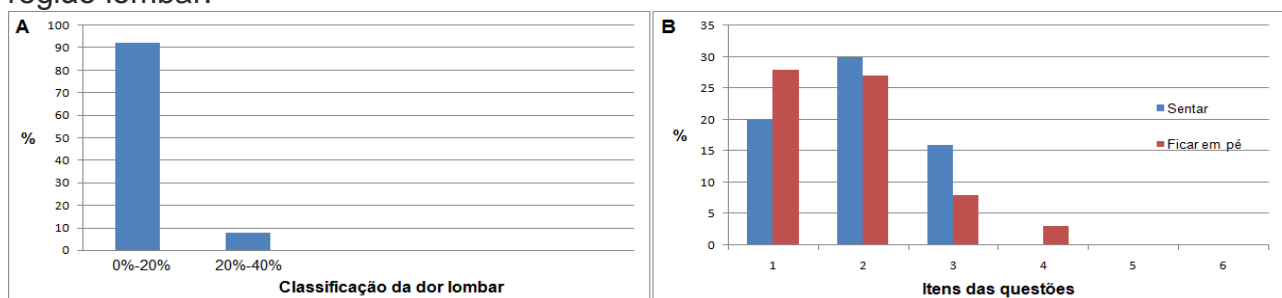 região lombar.
A
100
90
80
70
60
50
40
30
20
10
0
%
0%-20% 20%-40%
Classificação da dor lombar
B
35
30
25
20
15
10
5
0
%
Sentar
Ficar em pé
1 2 3 4 5 6
Itens das questões